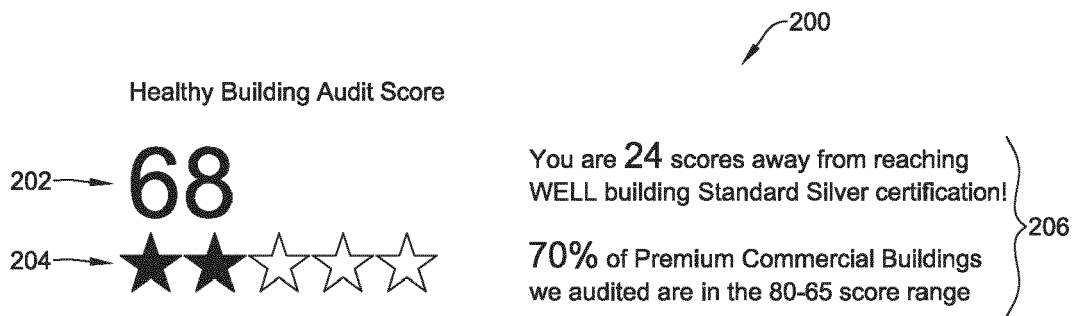 200
Healthy Building Audit Score
202
68
You are 24 scores away from reaching
WELL building Standard Silver certification!
206
204
70% of Premium Commercial Buildings
we audited are in the 80-65 score range